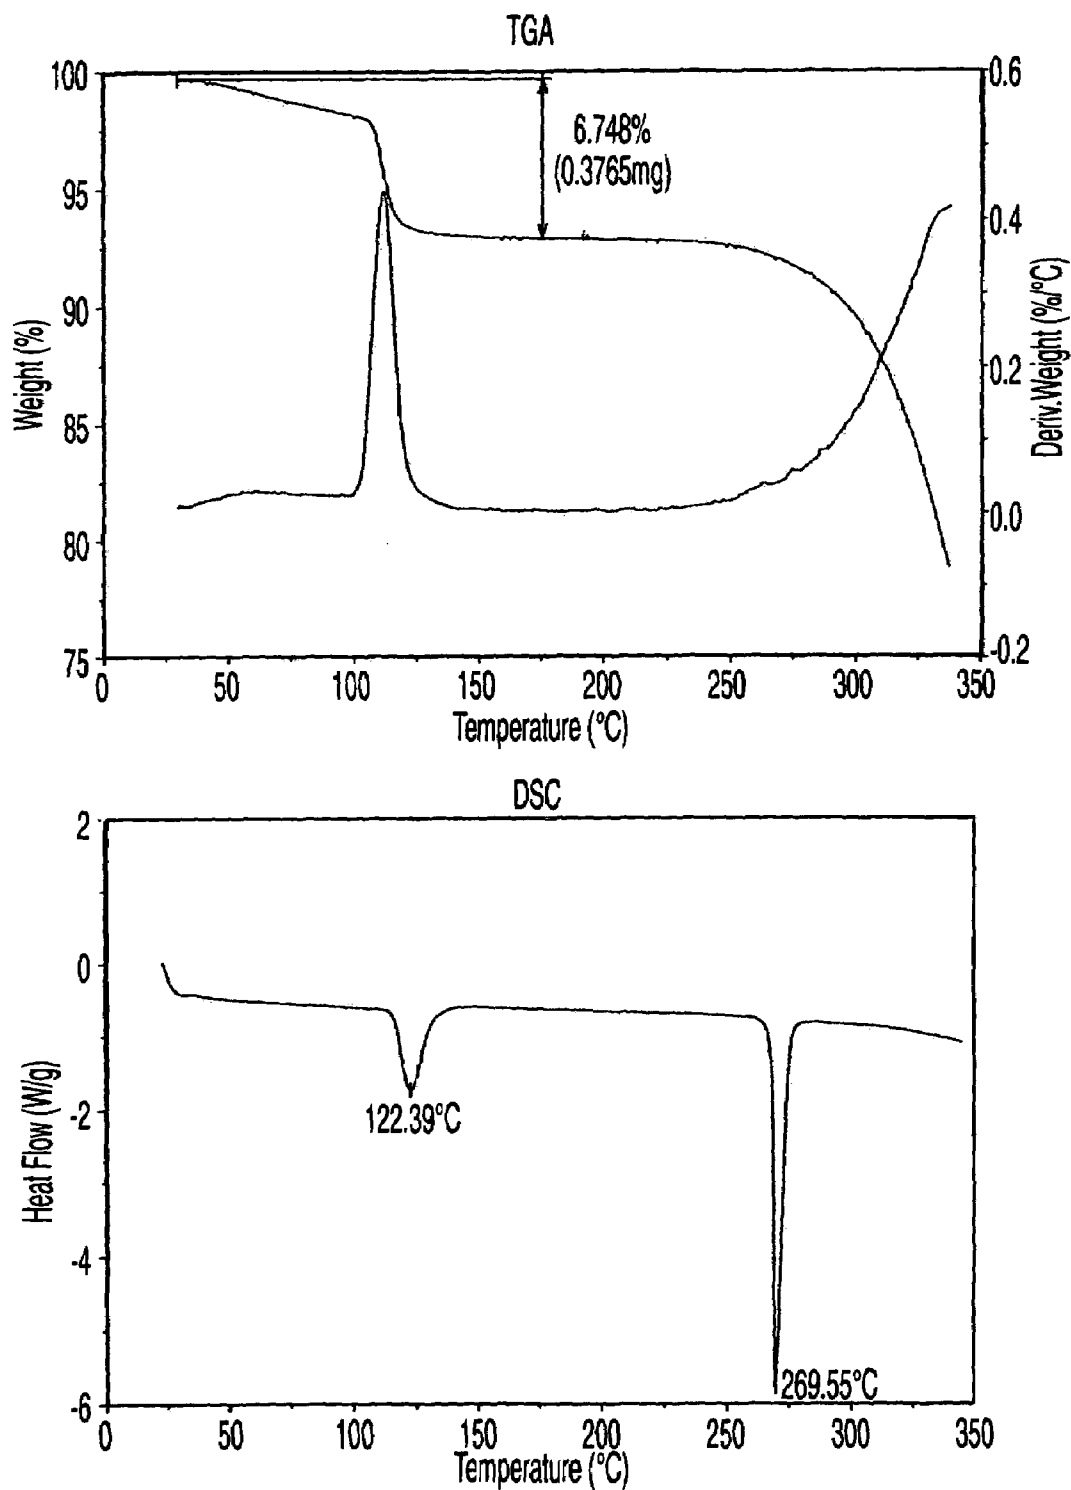 TGA
100
95
90
85
80
75
Weight (%)
6.748%
(0.3765mg)
0.6
0.4
0.2
0.0
-0.2
Deriv.Weight (%/°C)
0 50 100 150 200 250 300 350
Temperature (°C)
DSC
2
0
-2
-4
-6
Heat Flow (W/g)
122.39°C
269.55°C
0 50 100 150 200 250 300 350
Temperature (°C)